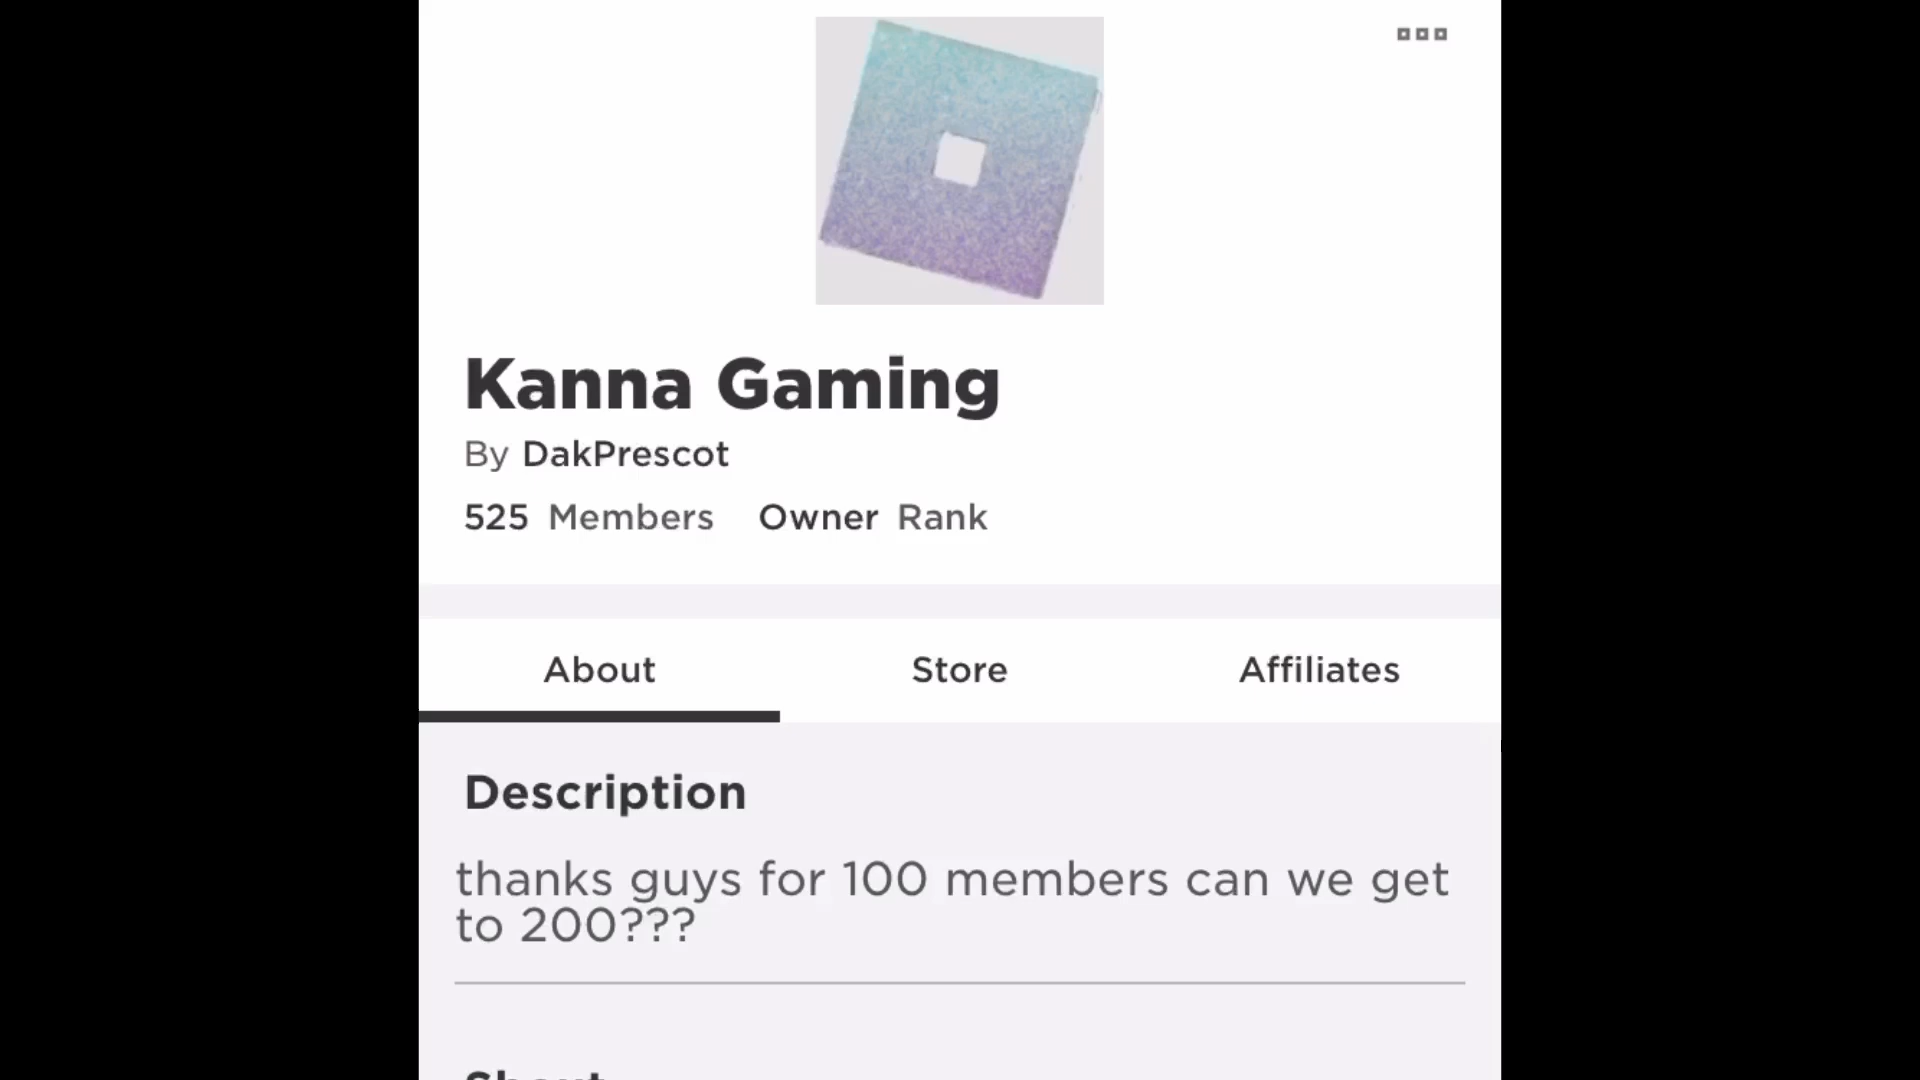 Kanna Gaming
By DakPrescot
525 Members Owner Rank
About Store Affiliates
Description
thanks guys for 100 members can we get
to 200???
Shout